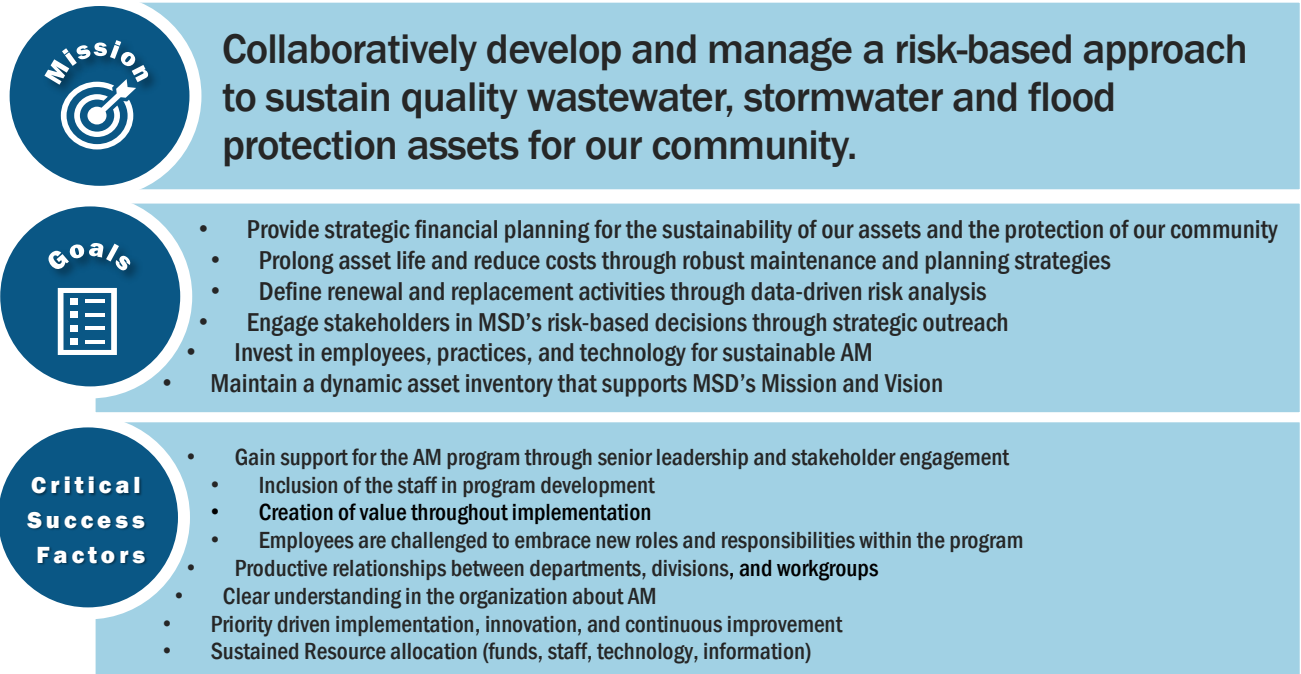 Mission
Collaboratively develop and manage a risk-based approach
to sustain quality wastewater, stormwater and flood
protection assets for our community.
Goals
• Provide strategic financial planning for the sustainability of our assets and the protection of our community
• Prolong asset life and reduce costs through robust maintenance and planning strategies
• Define renewal and replacement activities through data-driven risk analysis
• Engage stakeholders in MSD’s risk-based decisions through strategic outreach
• Invest in employees, practices, and technology for sustainable AM
• Maintain a dynamic asset inventory that supports MSD’s Mission and Vision
Critical
Success
Factors
• Gain support for the AM program through senior leadership and stakeholder engagement
• Inclusion of the staff in program development
• Creation of value throughout implementation
• Employees are challenged to embrace new roles and responsibilities within the program
• Productive relationships between departments, divisions, and workgroups
• Clear understanding in the organization about AM
• Priority driven implementation, innovation, and continuous improvement
• Sustained Resource allocation (funds, staff, technology, information)